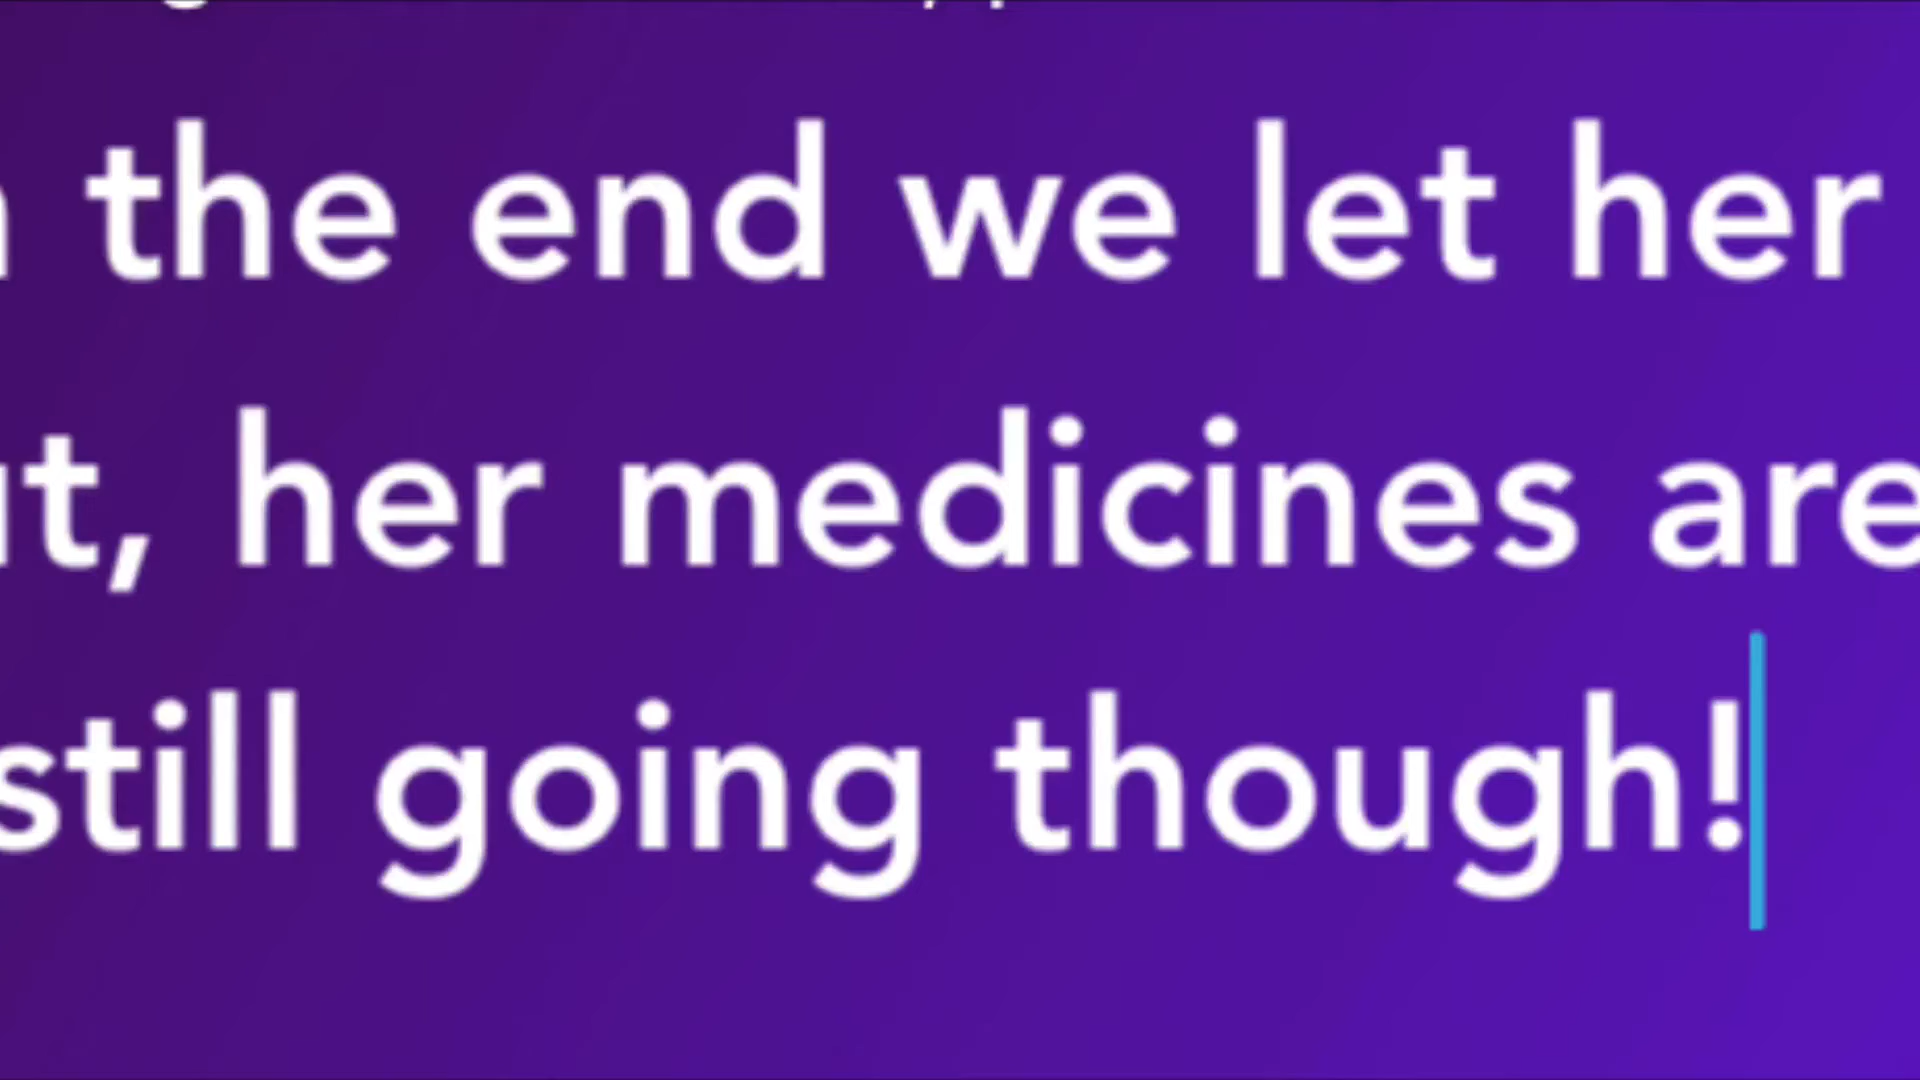 the end we let her
her medicines are
still going though!